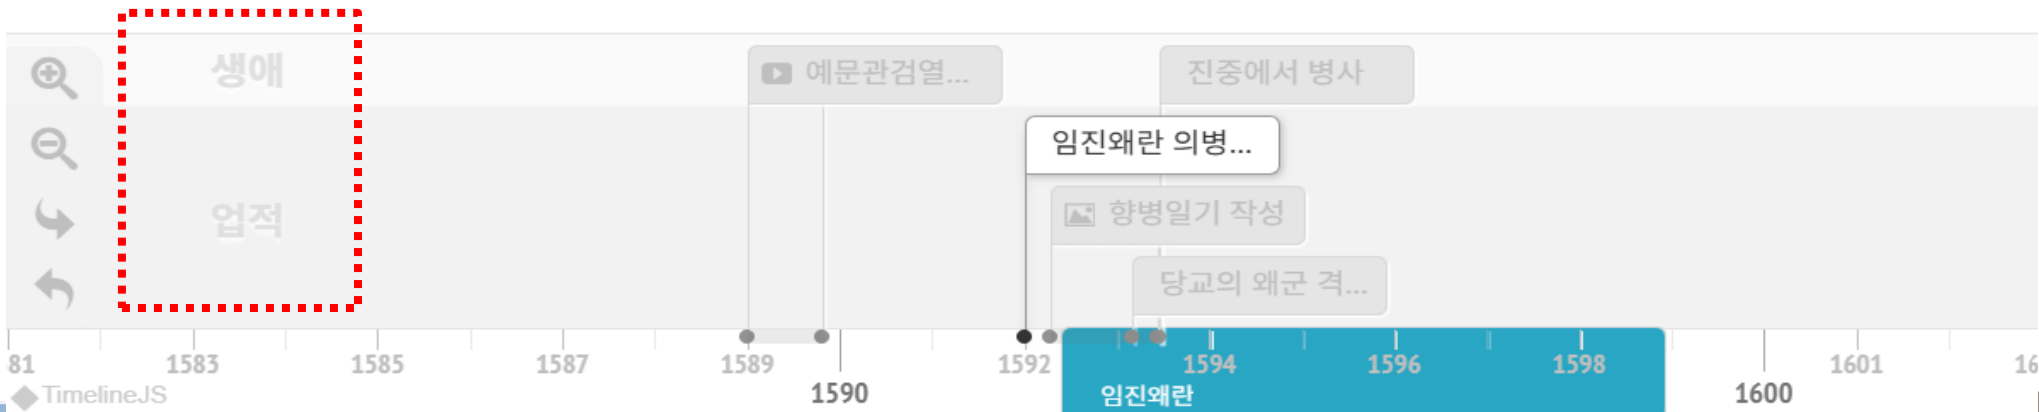 생애
예문관검열...
진중에서 병사
임진왜란 의병...
업적
향병일기 작성
당교의 왜군 격...
81 1583 1585 1587 1589 1592 1594 1596 1598 1601 16
TimelineJS 1590 임진왜란 1600